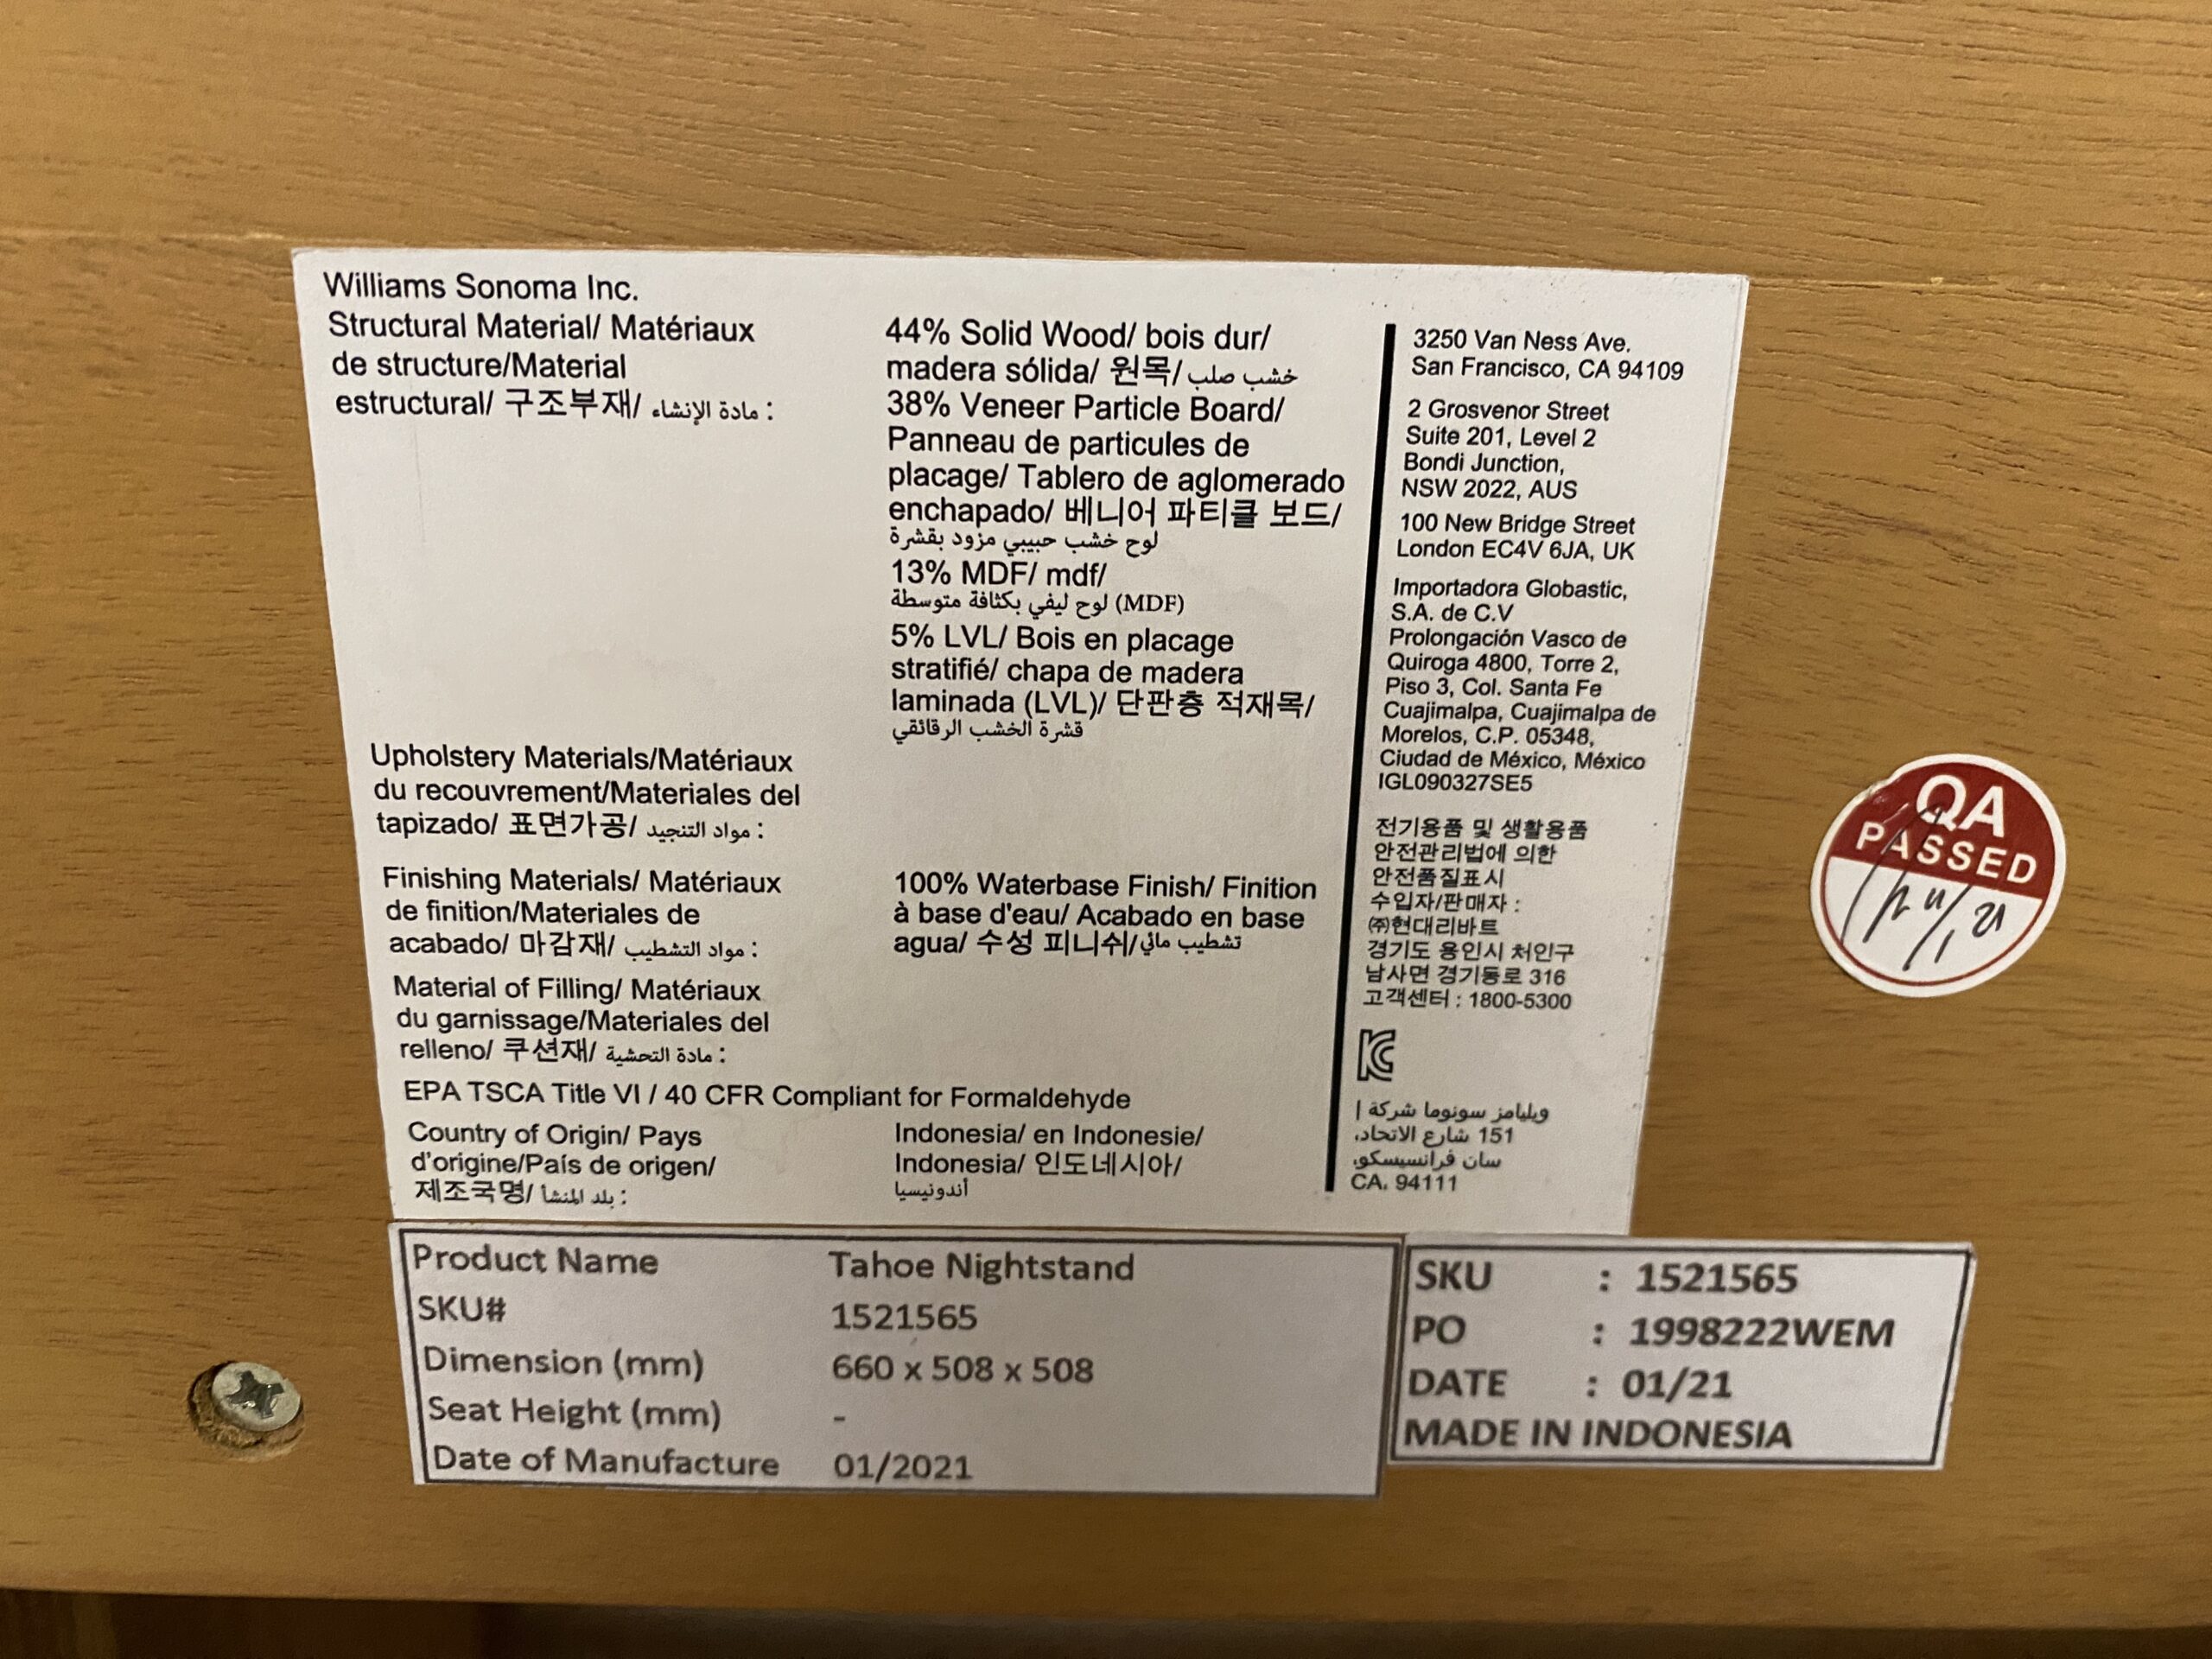 Williams Sonoma Inc.
Structural Material/ Matériaux
de structure/Material
estructural/ 구조부재/ مادة الإنشاء :
44% Solid Wood/ bois dur/
madera sólida/ 원목/ خشب صلب
38% Veneer Particle Board/
Panneau de particules de
placage/ Tablero de aglomerado
enchapado/ 베니어 파티클 보드/
لوح خشب حبيبي مزود بقشرة
13% MDF/ mdf/
لوح ليفي بكثافة متوسطة (MDF)
5% LVL/ Bois en placage
stratifié/ chapa de madera
laminada (LVL)/ 단판층 적재목/
قشرة الخشب الرقائقي
Upholstery Materials/Matériaux
du recouvrement/Materiales del
tapizado/ 표면가공/ مواد التنجيد :
Finishing Materials/ Matériaux
de finition/Materiales de
acabado/ 마감재/ مواد التشطيب :
100% Waterbase Finish/ Finition
à base d'eau/ Acabado en base
agua/ 수성 피니쉬/ تشطيب مائي
Material of Filling/ Matériaux
du garnissage/Materiales del
relleno/ 쿠션재/ مادة التحشية :
EPA TSCA Title VI / 40 CFR Compliant for Formaldehyde
Country of Origin/ Pays
d'origine/País de origen/
제조국명/ بلد المنشأ :
Indonesia/ en Indonesie/
Indonesia/ 인도네시아/
أندونيسيا
3250 Van Ness Ave.
San Francisco, CA 94109
2 Grosvenor Street
Suite 201, Level 2
Bondi Junction,
NSW 2022, AUS
100 New Bridge Street
London EC4V 6JA, UK
Importadora Globastic,
S.A. de C.V
Prolongación Vasco de
Quiroga 4800, Torre 2,
Piso 3, Col. Santa Fe
Cuajimalpa, Cuajimalpa de
Morelos, C.P. 05348,
Ciudad de México, México
IGL090327SE5
전기용품 및 생활용품
안전관리법에 의한
안전품질표시
수입자/판매자 :
㈜현대리바트
경기도 용인시 처인구
남사면 경기동로 316
고객센터 : 1800-5300
KC
ويليامز سونوما شركة |
151 شارع الاتحاد،
سان فرانسيسكو،
CA، 94111
QA
PASSED
Product Name Tahoe Nightstand
SKU# 1521565
Dimension (mm) 660 x 508 x 508
Seat Height (mm) -
Date of Manufacture 01/2021
SKU : 1521565
PO : 1998222WEM
DATE : 01/21
MADE IN INDONESIA